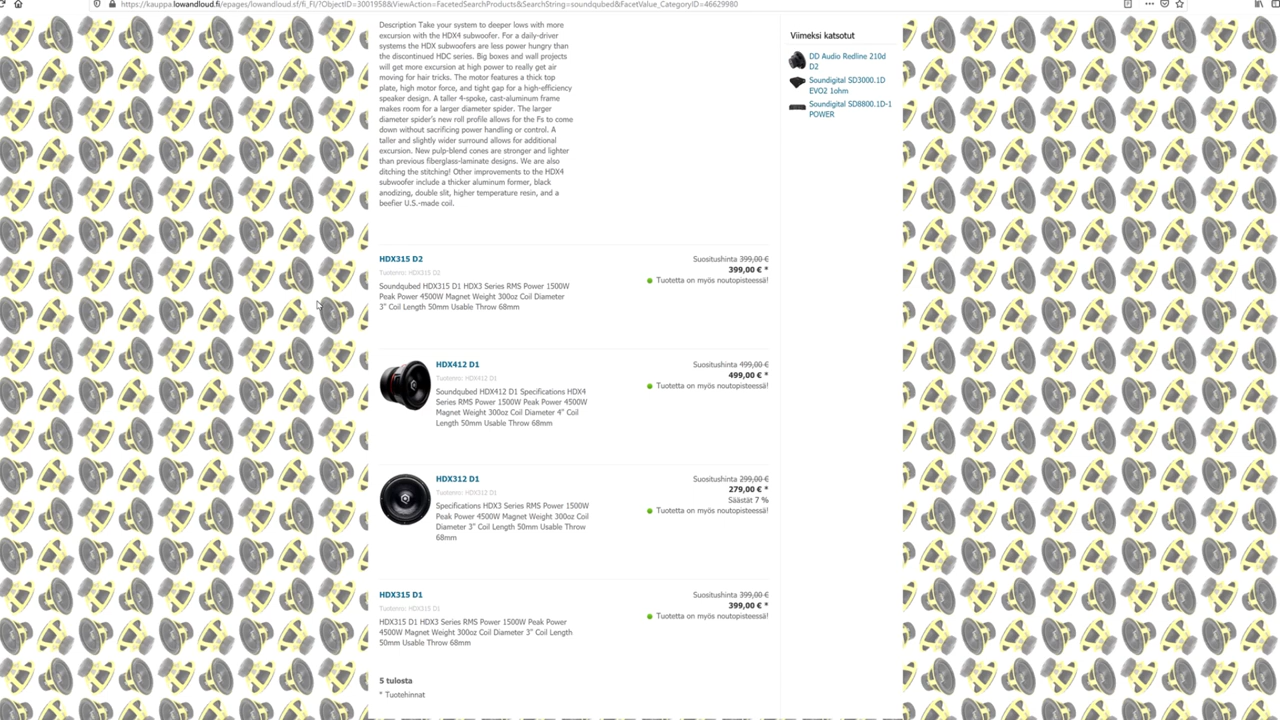 https://kauppa.lowandloud.fi/epages/lowandloud.sf/fi_FI/?ObjectID=3001958&ViewAction=FacetedSearchProducts&SearchString=soundqubed&FacetValue_CategoryID=46629980
Description Take your system to deeper lows with more
excursion with the HDX4 subwoofer. For a daily-driver
systems the HDX subwoofers are less power hungry than
the discontinued HDC series. Big boxes and wall projects
will get more excursion at high power to really get air
moving for hair tricks. The motor features a thick top
plate, high motor force, and tight gap for a high-efficiency
speaker design. A taller 4-spoke, cast-aluminum frame
makes room for a larger diameter spider. The larger
diameter spider's new roll profile allows for the Fs to come
down without sacrificing power handling or control. A
taller and slightly wider surround allows for additional
excursion. New pulp-blend cones are stronger and lighter
than previous fiberglass-laminate designs. We are also
ditching the stitching! Other improvements to the HDX4
subwoofer include a thicker aluminum former, black
anodizing, double slit, higher temperature resin, and a
beefier U.S.-made coil.
HDX315 D2
Tuotenro: HDX315 D2
Soundqubed HDX315 D1 HDX3 Series RMS Power 1500W
Peak Power 4500W Magnet Weight 300oz Coil Diameter
3" Coil Length 50mm Usable Throw 68mm
Suositushinta 399,00 €
399,00 € *
Tuotetta on myös noutopisteessä!
HDX412 D1
Tuotenro: HDX412 D1
Soundqubed HDX412 D1 Specifications HDX4
Series RMS Power 1500W Peak Power 4500W
Magnet Weight 300oz Coil Diameter 4" Coil
Length 50mm Usable Throw 68mm
Suositushinta 499,00 €
499,00 € *
Tuotetta on myös noutopisteessä!
HDX312 D1
Tuotenro: HDX312 D1
Specifications HDX3 Series RMS Power 1500W
Peak Power 4500W Magnet Weight 300oz Coil
Diameter 3" Coil Length 50mm Usable Throw
68mm
Suositushinta 299,00 €
279,00 € *
Säästät 7 %
Tuotetta on myös noutopisteessä!
HDX315 D1
Tuotenro: HDX315 D1
HDX315 D1 HDX3 Series RMS Power 1500W Peak Power
4500W Magnet Weight 300oz Coil Diameter 3" Coil Length
50mm Usable Throw 68mm
Suositushinta 399,00 €
399,00 € *
Tuotetta on myös noutopisteessä!
5 tulosta
* Tuotehinnat
Viimeksi katsotut
DD Audio Redline 210d
D2
Soundigital SD3000.1D
EVO2 1ohm
Soundigital SD8800.1D-1
POWER